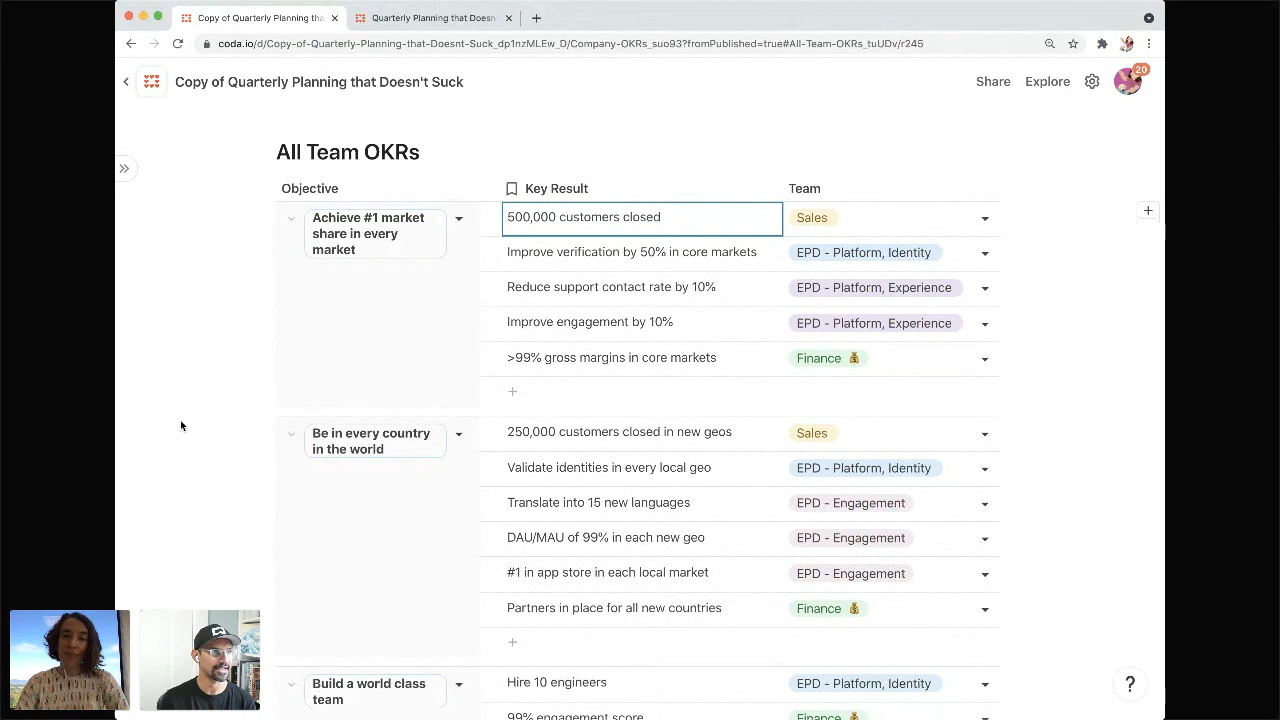 Copy of Quarterly Planning tha
Quarterly Planning that Doesn'
coda.io/d/Copy-of-Quarterly-Planning-that-Doesnt-Suck_dp1nzMLEw_D/Company-OKRs_suo93?fromPublished=true#All-Team-OKRs_tuUDv/r45
Copy of Quarterly Planning that Doesn't Suck
Share
Explore
20
All Team OKRs
Objective
Key Result
Team
Achieve #1 market
share in every
market
500,000 customers closed
Sales
Improve verification by 50% in core markets
EPD - Platform, Identity
Reduce support contact rate by 10%
EPD - Platform, Experience
Improve engagement by 10%
EPD - Platform, Experience
>99% gross margins in core markets
Finance 💰
Be in every country
in the world
250,000 customers closed in new geos
Sales
Validate identities in every local geo
EPD - Platform, Identity
Translate into 15 new languages
EPD - Engagement
DAU/MAU of 99% in each new geo
EPD - Engagement
#1 in app store in each local market
EPD - Engagement
Partners in place for all new countries
Finance 💰
Build a world class
team
Hire 10 engineers
EPD - Platform Identity
Finance 💰
?